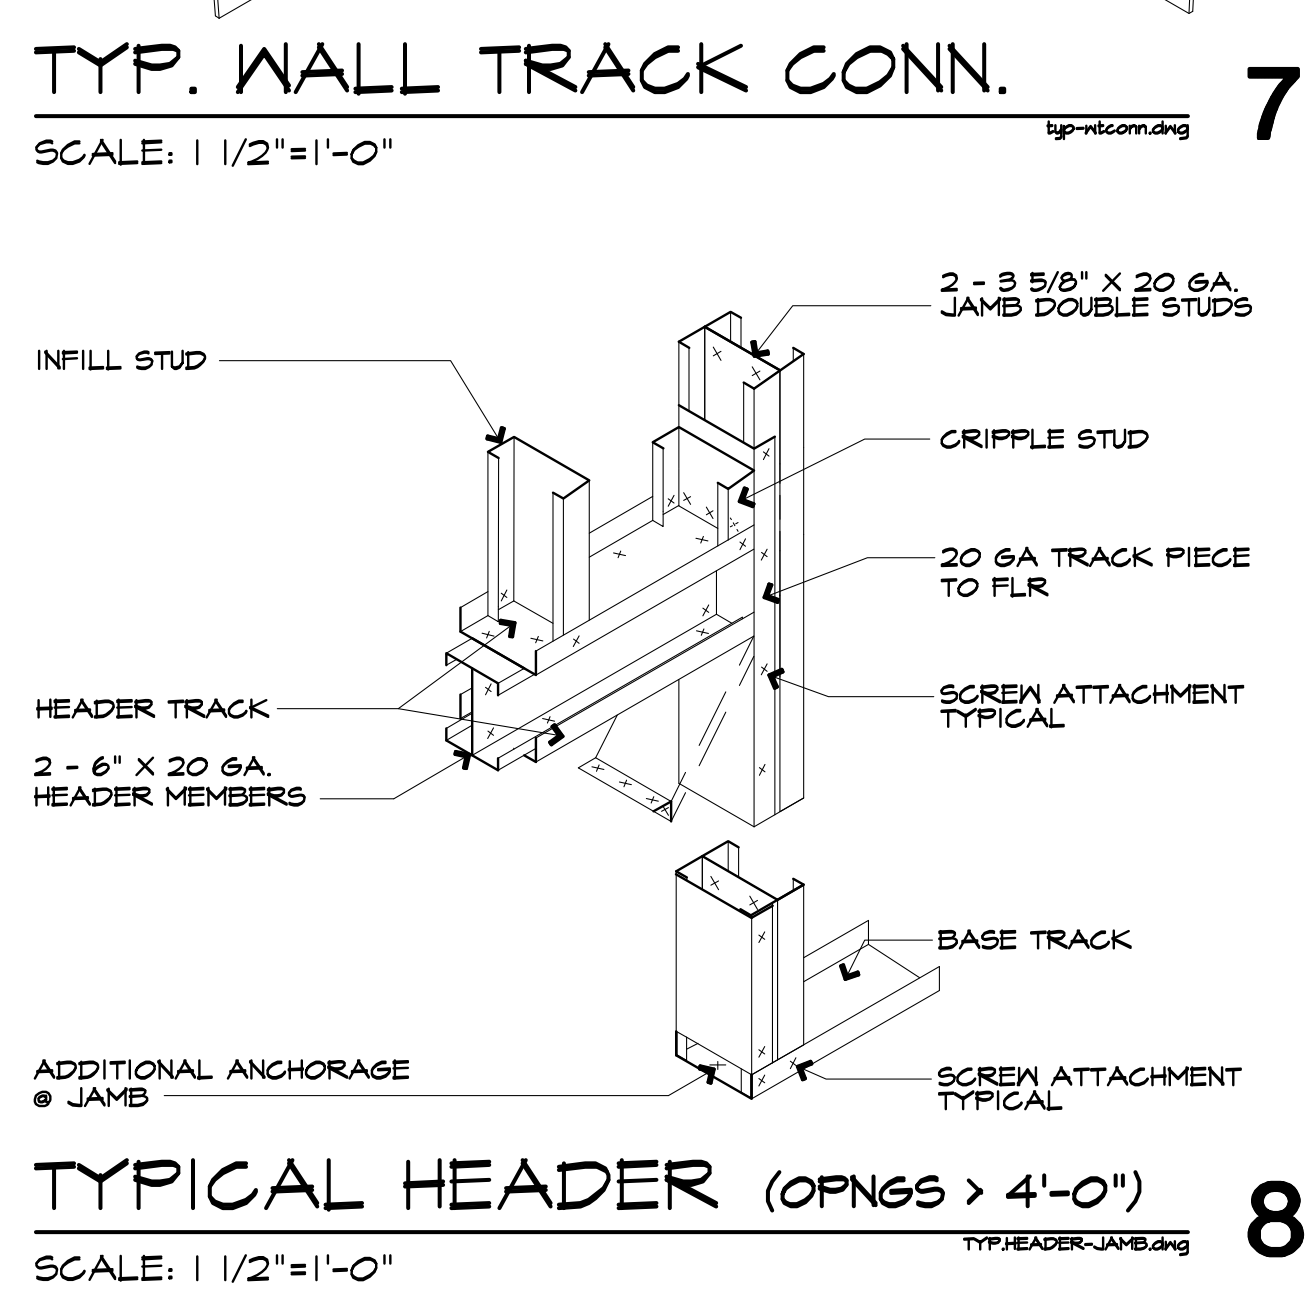 TYP. WALL TRACK CONN.
7
typ-wtconn.dwg
SCALE: 1 1/2"=1'-0"
2 - 3 5/8" X 20 GA.
JAMB DOUBLE STUDS
INFILL STUD
CRIPPLE STUD
20 GA TRACK PIECE
TO FLR
SCREW ATTACHMENT
TYPICAL
HEADER TRACK
2 - 6" X 20 GA.
HEADER MEMBERS
BASE TRACK
ADDITIONAL ANCHORAGE
@ JAMB
SCREW ATTACHMENT
TYPICAL
TYPICAL HEADER (OPNGS > 4'-0")
8
TYP.HEADER-JAMB.dwg
SCALE: 1 1/2"=1'-0"